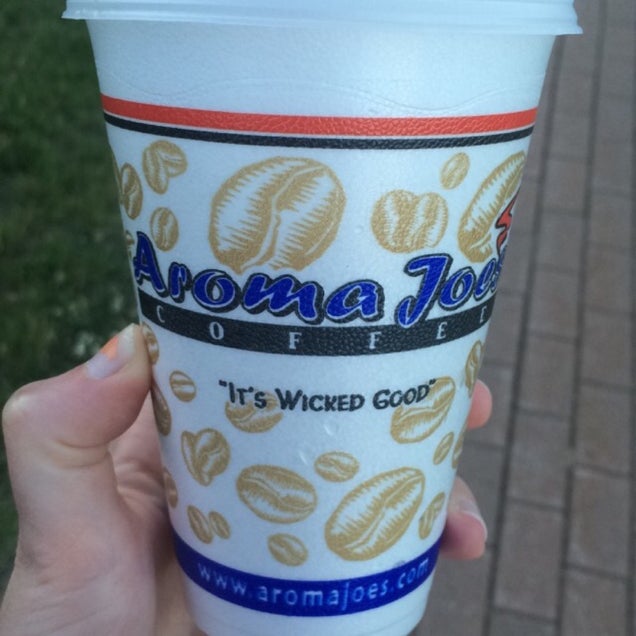 Aroma Joe's
COFFEE
"IT'S WICKED GOOD"
www.aromajoes.com